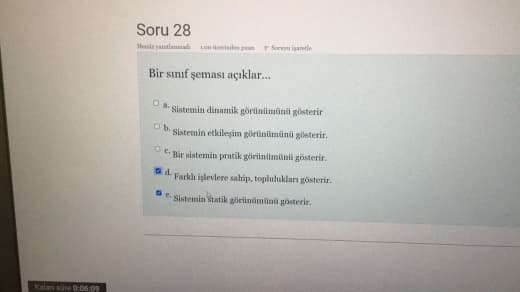 Soru 28
Henüz yanıtlanmadı 1.00 üzerinden puan Soruyu işaretle
Bir sınıf şeması açıklar...
a. Sistemin dinamik görünümünü gösterir
b. Sistemin etkileşim görünümünü gösterir.
c. Bir sistemin pratik görünümünü gösterir.
d. Farklı işlevlere sahip, toplulukları gösterir.
e. Sistemin statik görünümünü gösterir.
Kalan süre 0:06:09